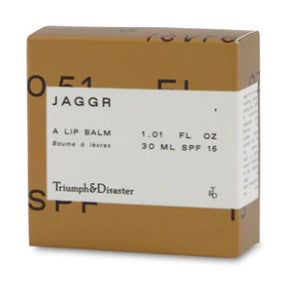 JAGGR
A LIP BALM
Baume à lèvres
1.01 FL OZ
30 ML SPF 15
Triumph&Disaster
T&D
0.51 FL
SPF